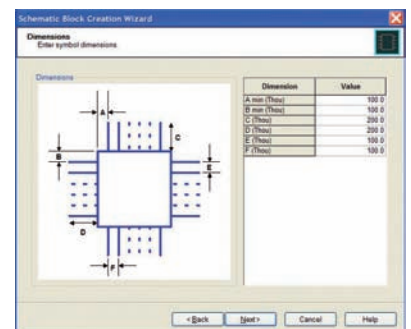 Schematic Block Creation Wizard
Dimensions
Enter symbol dimensions
Dimensions
A
C
B
E
D
F
Dimension Value
A min (Thou) 100.0
B min (Thou) 100.0
C (Thou) 200.0
D (Thou) 200.0
E (Thou) 100.0
F (Thou) 100.0
< Back
Next >
Cancel
Help